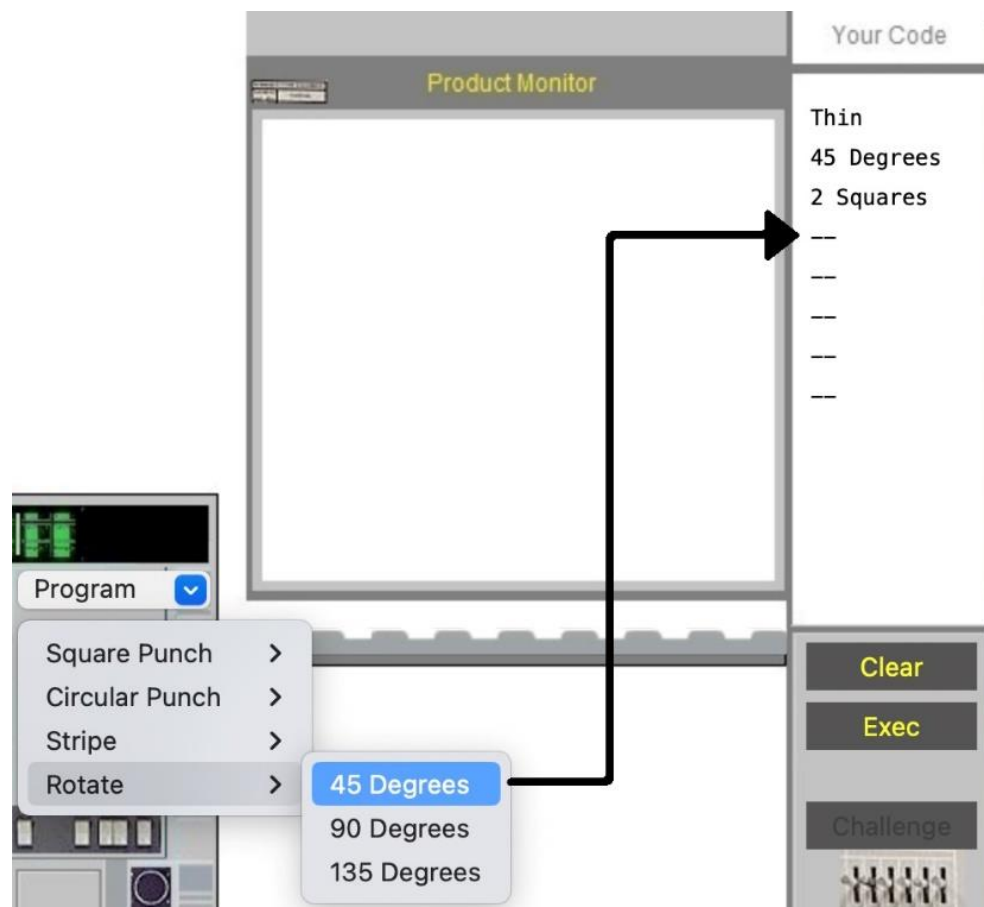 Your Code
Product Monitor
Thin
45 Degrees
2 Squares
--
--
--
--
--
Program
Square Punch
Circular Punch
Stripe
Rotate
45 Degrees
90 Degrees
135 Degrees
Clear
Exec
Challenge